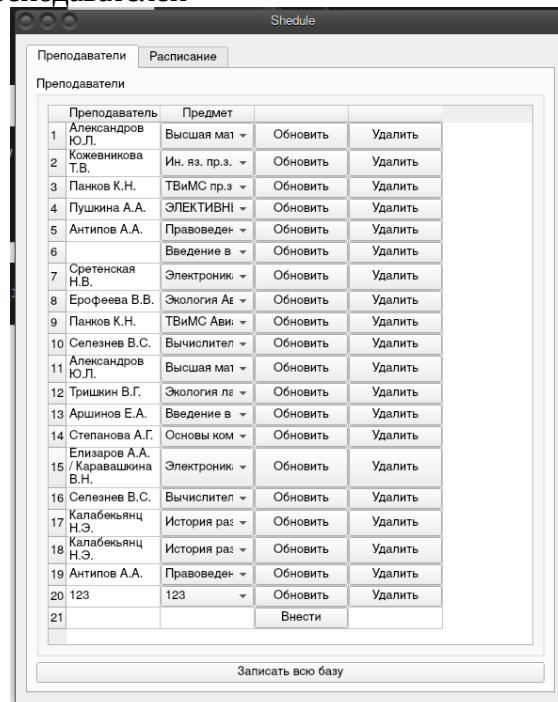 Shedule
Преподаватели Расписание
Преподаватели
Преподаватель Предмет
1 Александров Ю.Л. Высшая мат Обновить Удалить
2 Кожевникова Т.В. Ин. яз. пр.з. Обновить Удалить
3 Панков К.Н. ТВиМС пр.з Обновить Удалить
4 Пушкина А.А. ЭЛЕКТИВНЫ Обновить Удалить
5 Антипов А.А. Правоведен Обновить Удалить
6 Введение в Обновить Удалить
7 Сретенская Н.В. Электроник Обновить Удалить
8 Ерофеева В.В. Экология Ав Обновить Удалить
9 Панков К.Н. ТВиМС Ави Обновить Удалить
10 Селезнев В.С. Вычислител Обновить Удалить
11 Александров Ю.Л. Высшая мат Обновить Удалить
12 Тришкин В.Г. Экология ла Обновить Удалить
13 Аршинов Е.А. Введение в Обновить Удалить
14 Степанова А.Г. Основы ком Обновить Удалить
15 Елизаров А.А. / Каравашкина В.Н. Электроник Обновить Удалить
16 Селезнев В.С. Вычислител Обновить Удалить
17 Калабекьянц Н.Э. История раз Обновить Удалить
18 Калабекьянц Н.Э. История раз Обновить Удалить
19 Антипов А.А. Правоведен Обновить Удалить
20 123 123 Обновить Удалить
21 Внести
Записать всю базу